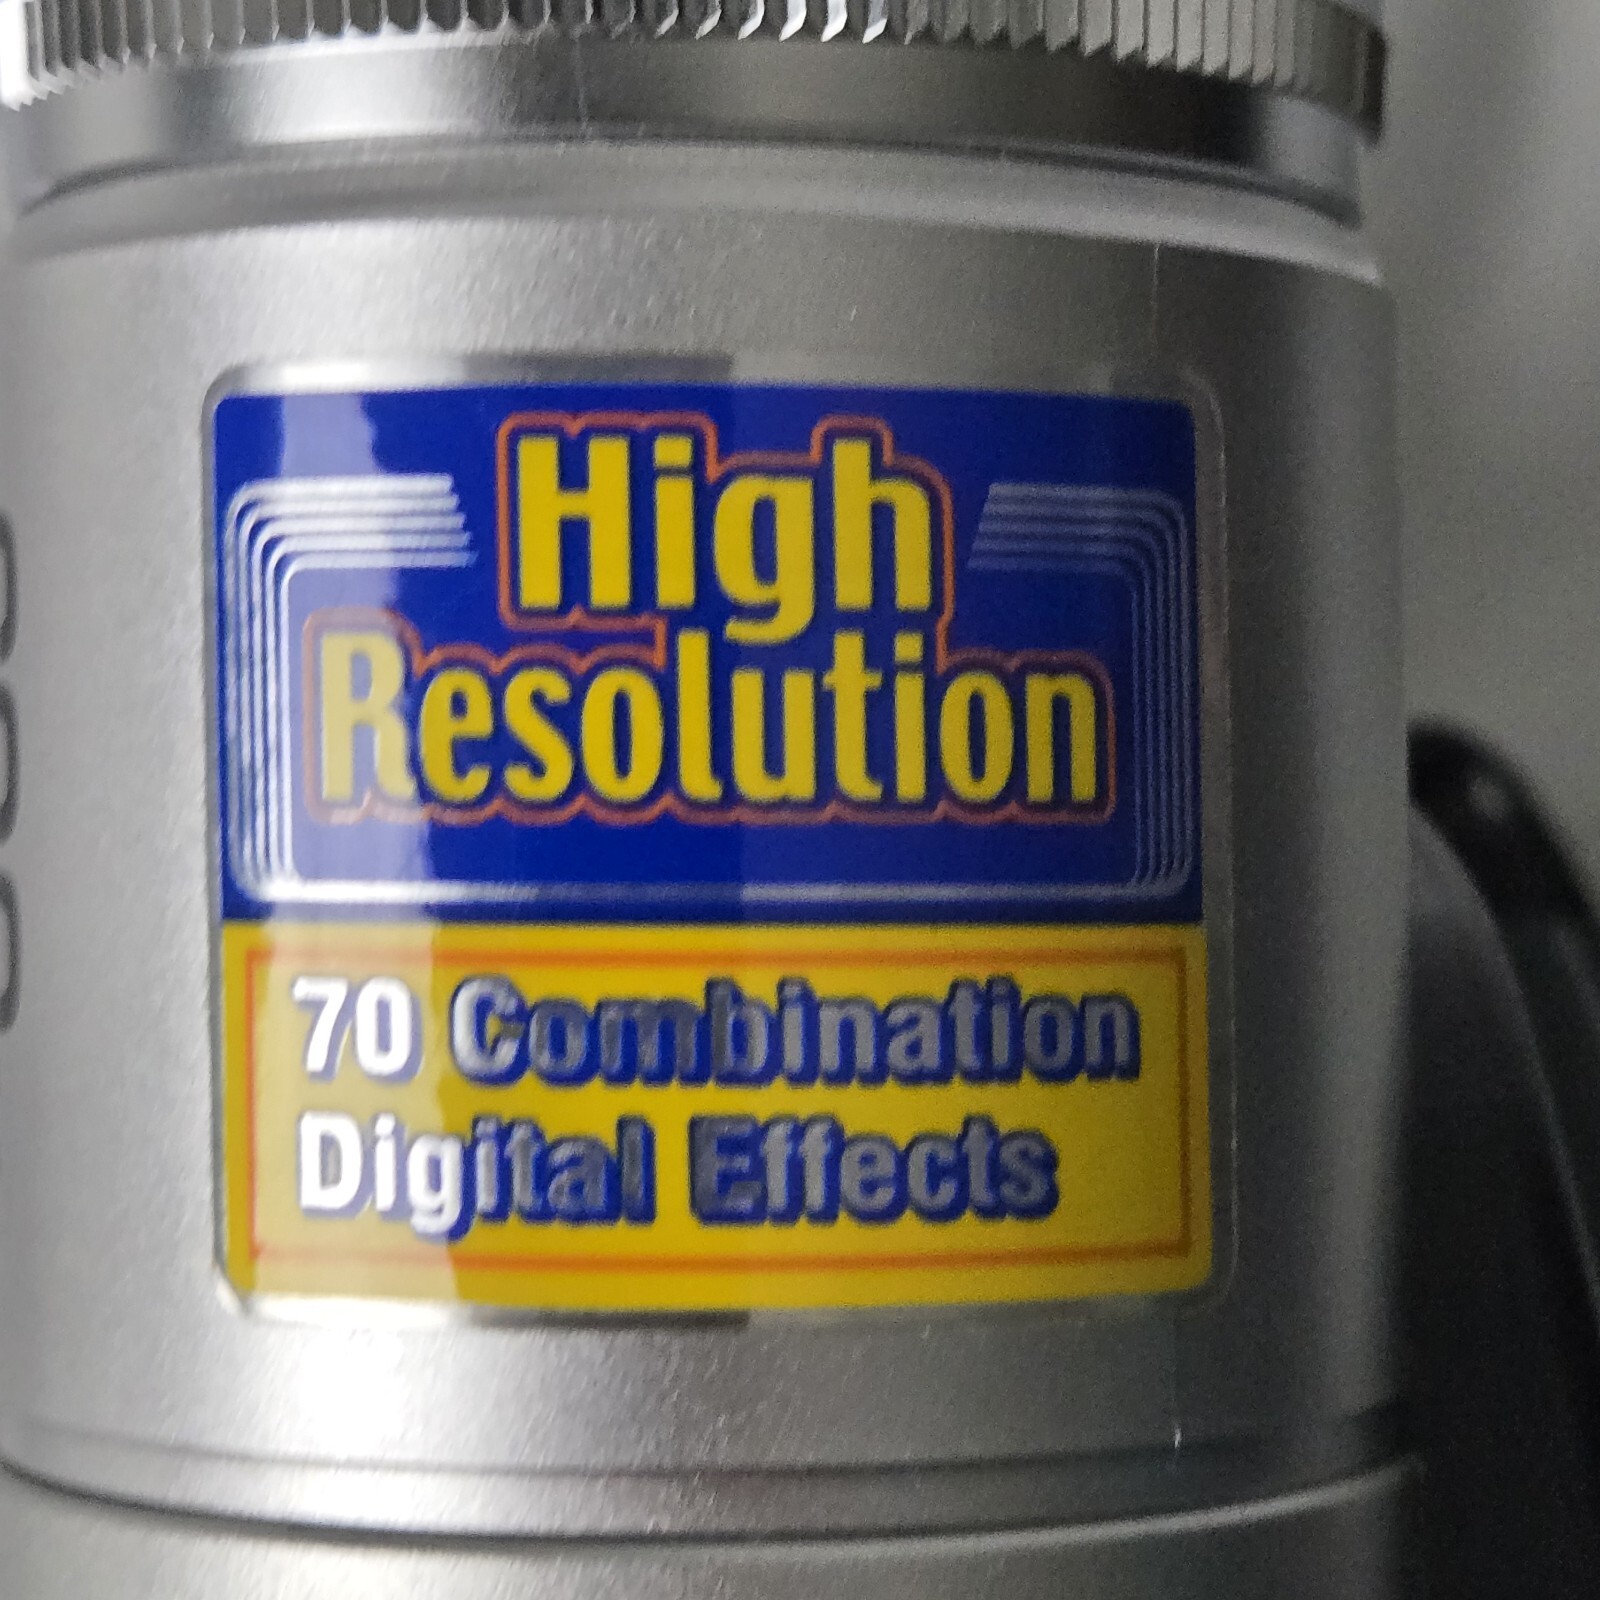 High
Resolution
70 Combination
Digital Effects